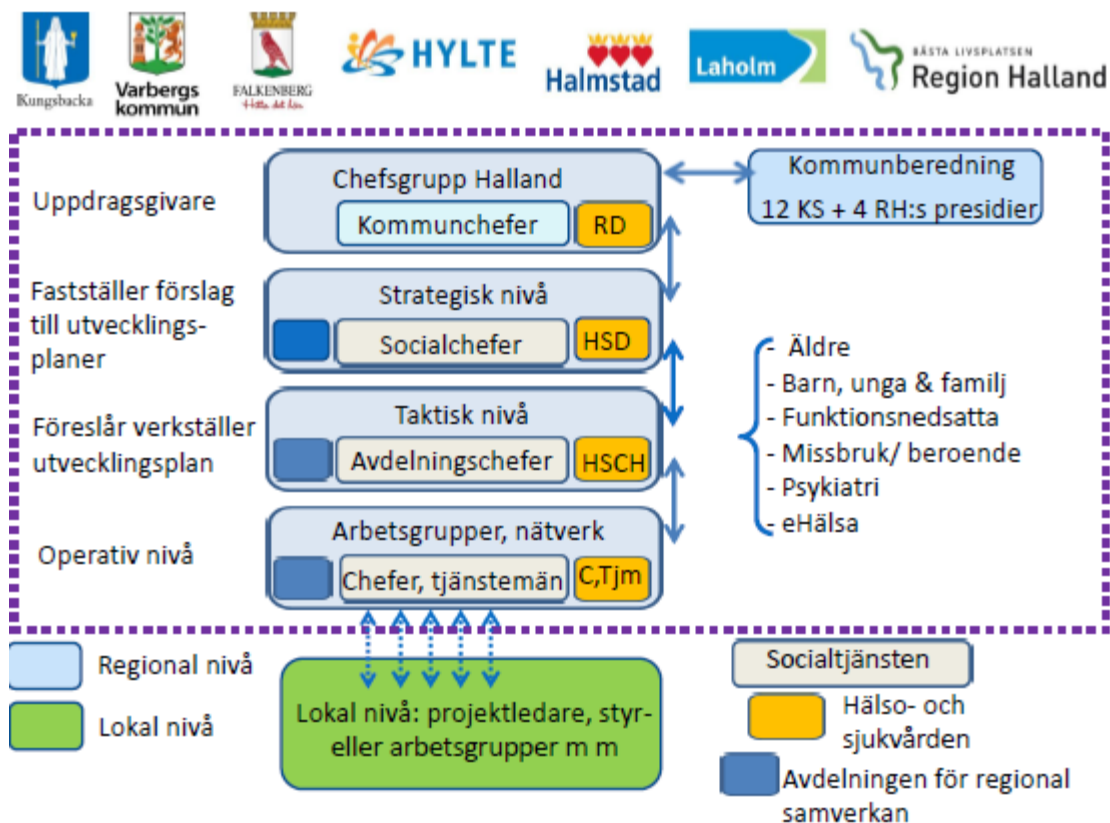 Kungsbacka
Varbergs
kommun
FALKENBERG
Hitta det här
HYLTE
Halmstad
Laholm
BÄSTA LIVSPLATSEN
Region Halland
Uppdragsgivare
Chefsgrupp Halland
Kommunchefer
RD
Kommunberedning
12 KS + 4 RH:s presidier
Fastställer förslag
till utvecklings-
planer
Strategisk nivå
Socialchefer
HSD
Föreslår verkställer
utvecklingsplan
Taktisk nivå
Avdelningschefer
HSCH
- Äldre
- Barn, unga & familj
- Funktionsnedsatta
- Missbruk/ beroende
- Psykiatri
- eHälsa
Operativ nivå
Arbetsgrupper, nätverk
Chefer, tjänstemän
C,Tjm
Regional nivå
Lokal nivå
Lokal nivå: projektledare, styr-
eller arbetsgrupper m m
Socialtjänsten
Hälso- och
sjukvården
Avdelningen för regional
samverkan